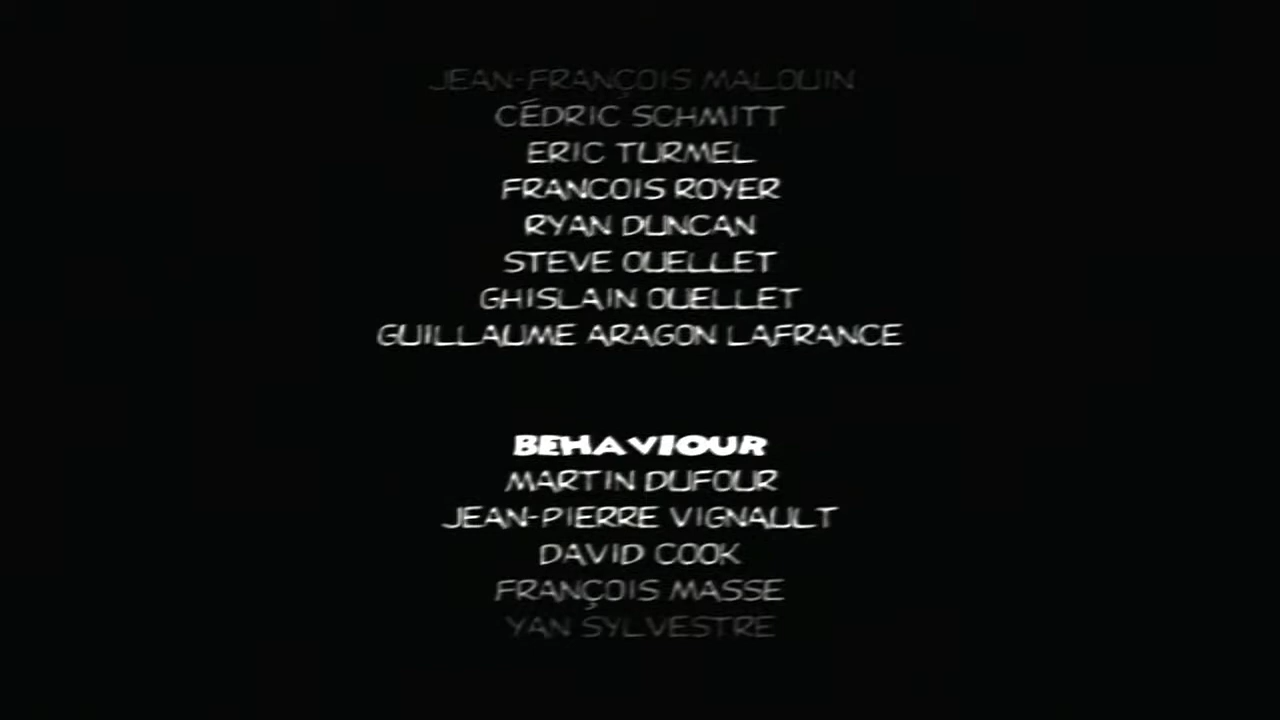 JEAN-FRANÇOIS MALOUIN
CÉDRIC SCHMITT
ERIC TURMEL
FRANCOIS ROYER
RYAN DUNCAN
STEVE OUELLET
GHISLAIN OUELLET
GUILLAUME ARAGON LAFRANCE
BEHAVIOUR
MARTIN DUFOUR
JEAN-PIERRE VIGNAULT
DAVID COOK
FRANÇOIS MASSE
YAN SYLVESTRE